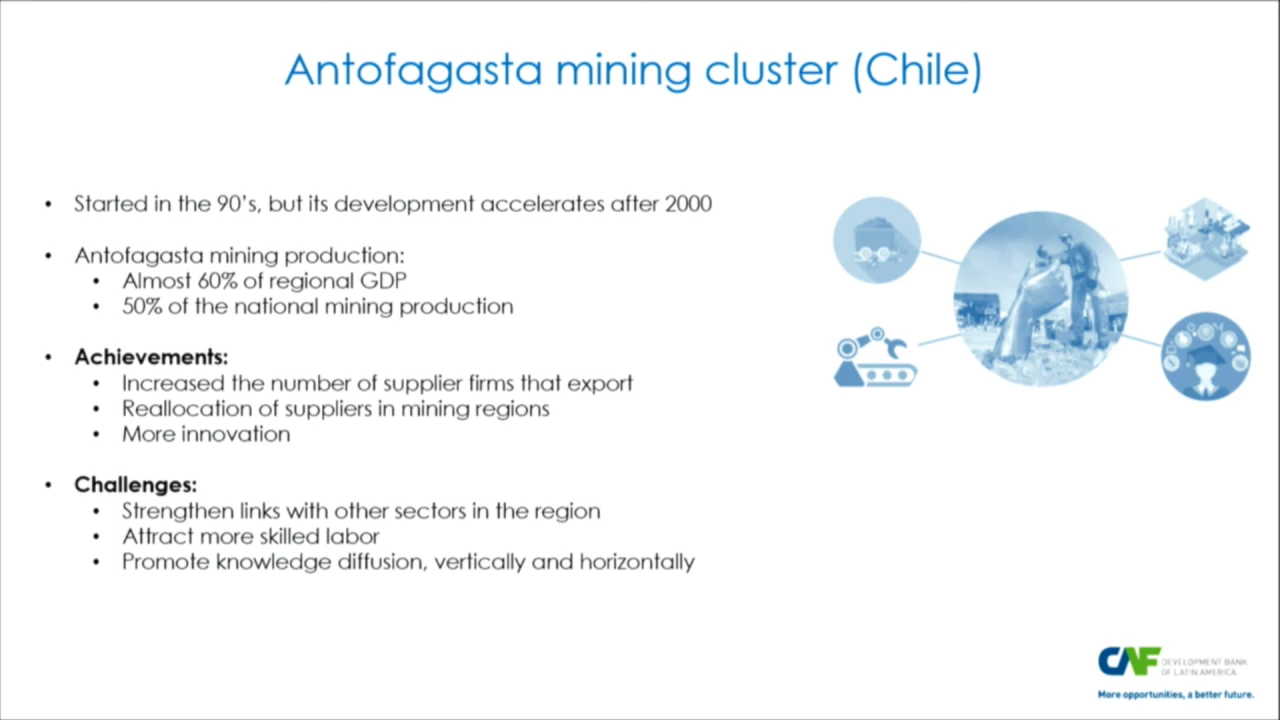 Antofagasta mining cluster (Chile)
• Started in the 90's, but its development accelerates after 2000
• Antofagasta mining production:
• Almost 60% of regional GDP
• 50% of the national mining production
• Achievements:
• Increased the number of supplier firms that export
• Reallocation of suppliers in mining regions
• More innovation
• Challenges:
• Strengthen links with other sectors in the region
• Attract more skilled labor
• Promote knowledge diffusion, vertically and horizontally
CAF
DEVELOPMENT BANK
OF LATIN AMERICA
More opportunities, a better future.